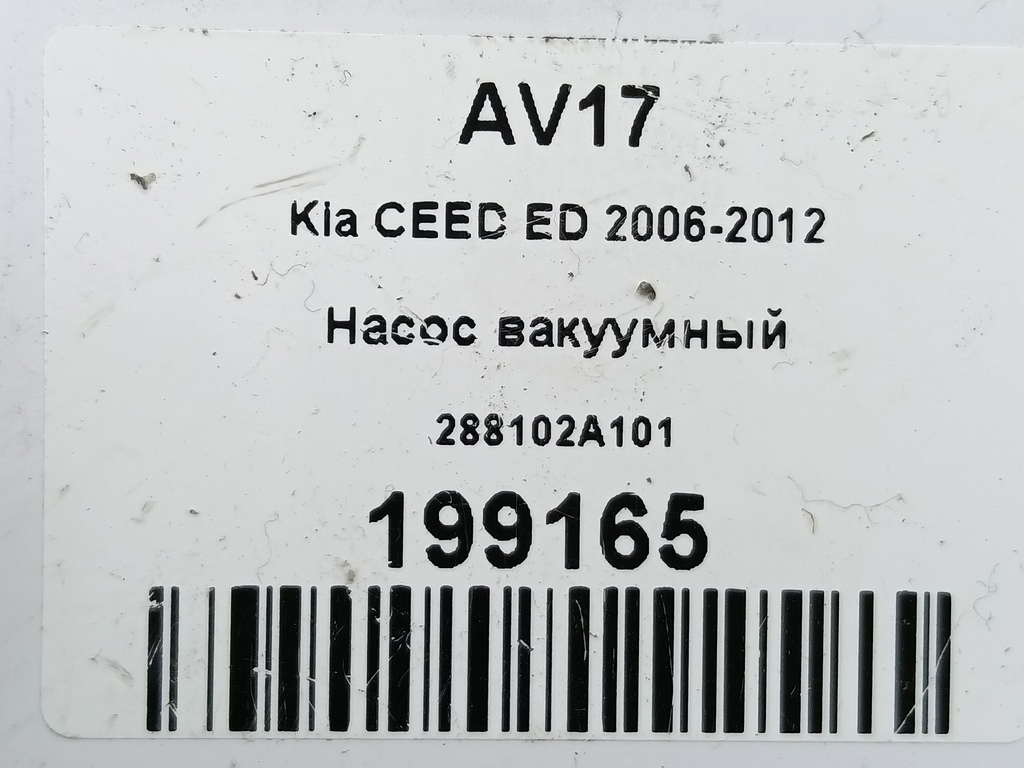 AV17
Kia CEED ED 2006-2012
Насос вакуумный
288102A101
199165